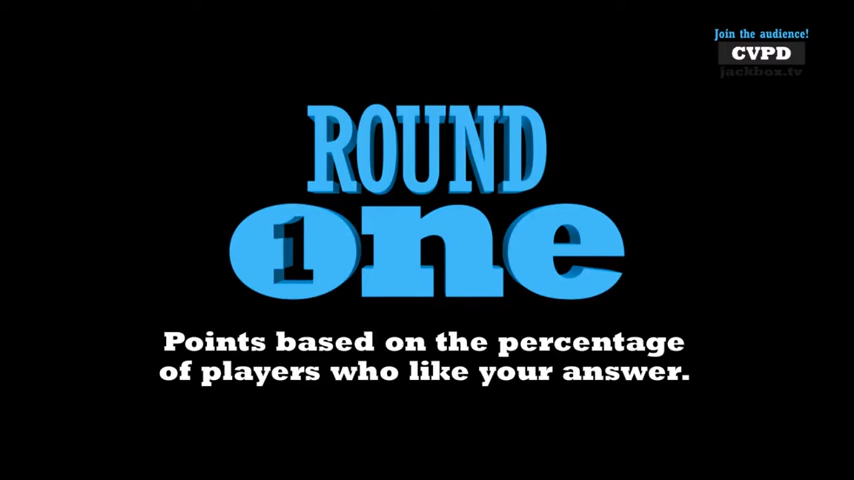 Join the audience!
CVPD
jackbox.tv
ROUND
One
1
Points based on the percentage
of players who like your answer.